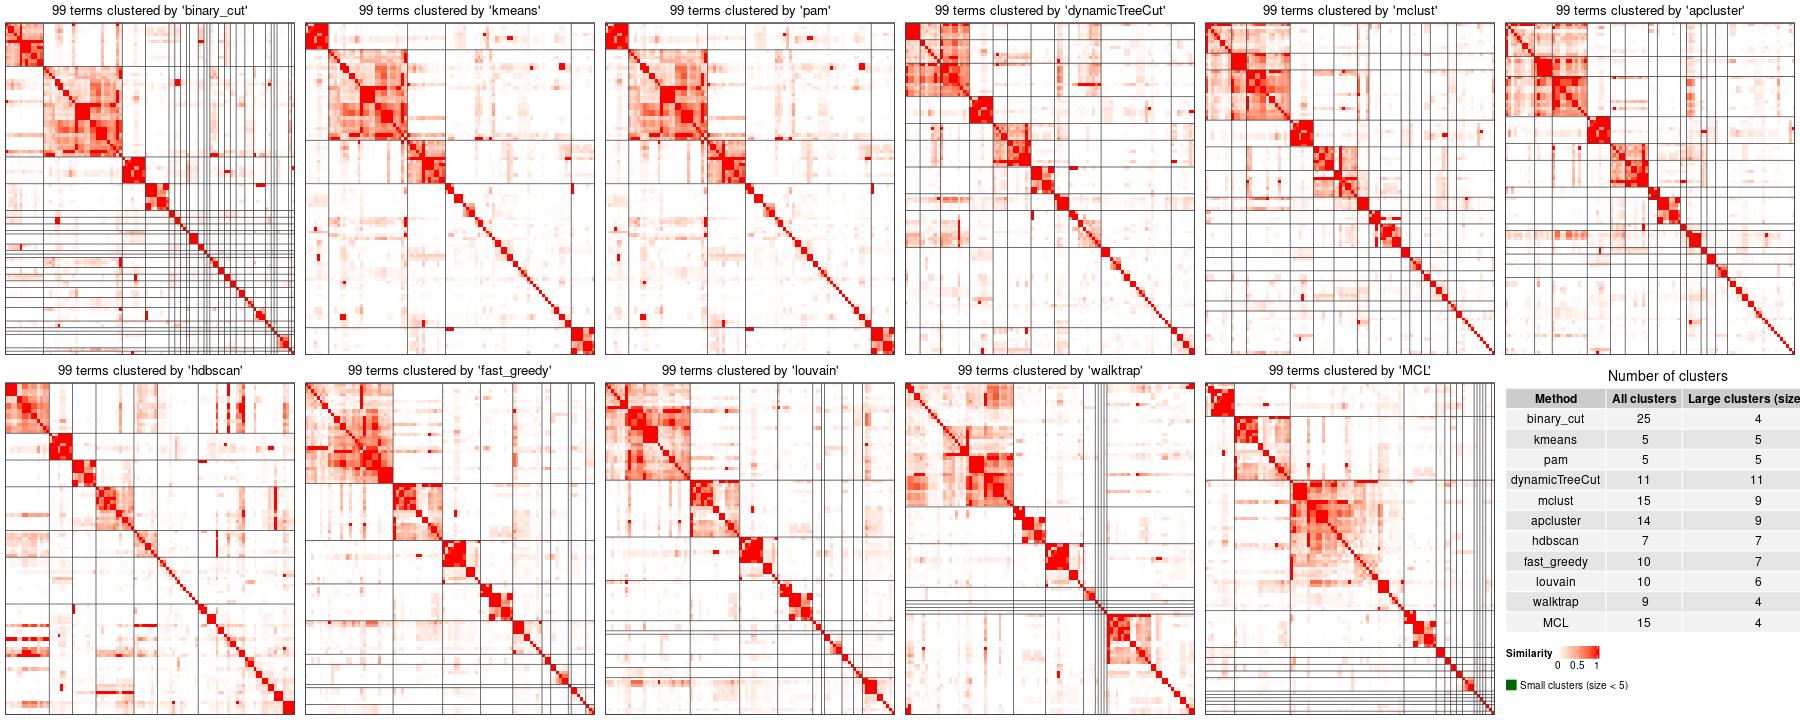 99 terms clustered by 'binary_cut'
99 terms clustered by 'kmeans'
99 terms clustered by 'pam'
99 terms clustered by 'dynamicTreeCut'
99 terms clustered by 'mclust'
99 terms clustered by 'apcluster'
99 terms clustered by 'hdbscan'
99 terms clustered by 'fast_greedy'
99 terms clustered by 'louvain'
99 terms clustered by 'walktrap'
99 terms clustered by 'MCL'
Number of clusters
Method All clusters Large clusters (size
binary_cut 25 4
kmeans 5 5
pam 5 5
dynamicTreeCut 11 11
mclust 15 9
apcluster 14 9
hdbscan 7 7
fast_greedy 10 7
louvain 10 6
walktrap 9 4
MCL 15 4
Similarity
0 0.5 1
Small clusters (size < 5)